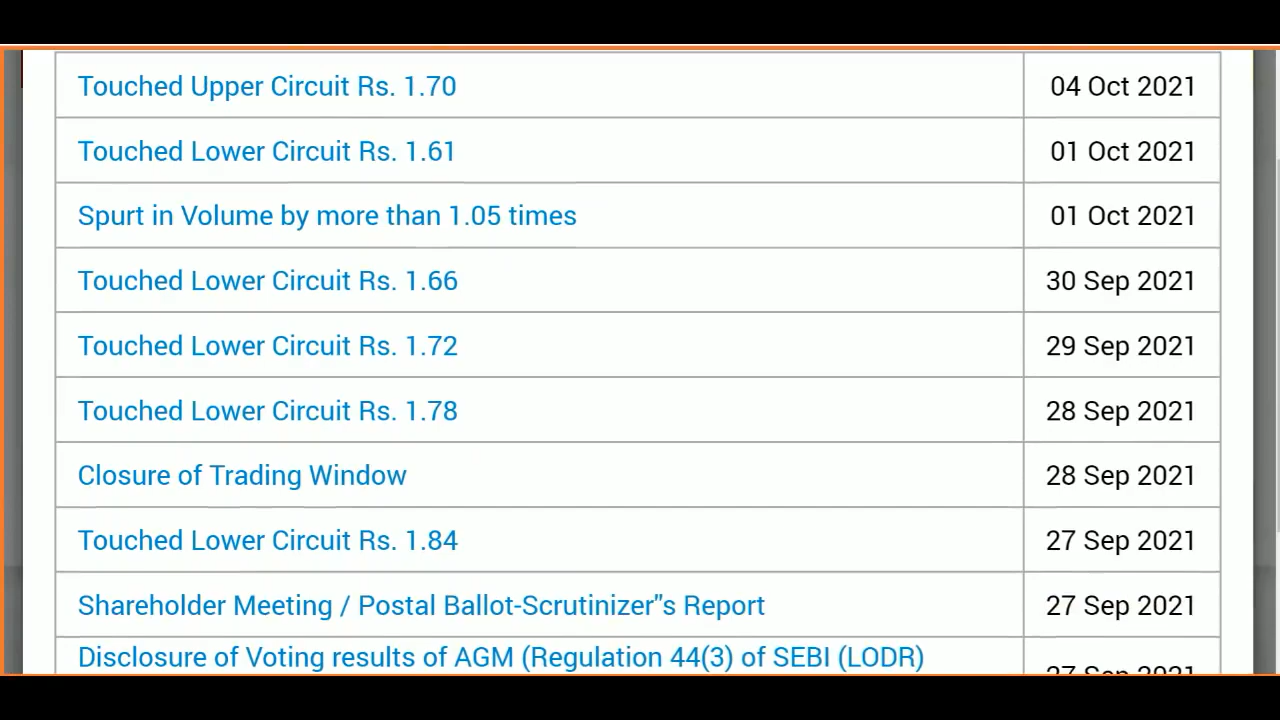 Touched Upper Circuit Rs. 1.70 04 Oct 2021
Touched Lower Circuit Rs. 1.61 01 Oct 2021
Spurt in Volume by more than 1.05 times 01 Oct 2021
Touched Lower Circuit Rs. 1.66 30 Sep 2021
Touched Lower Circuit Rs. 1.72 29 Sep 2021
Touched Lower Circuit Rs. 1.78 28 Sep 2021
Closure of Trading Window 28 Sep 2021
Touched Lower Circuit Rs. 1.84 27 Sep 2021
Shareholder Meeting / Postal Ballot-Scrutinizer"s Report 27 Sep 2021
Disclosure of Voting results of AGM (Regulation 44(3) of SEBI (LODR) 27 Sep 2021